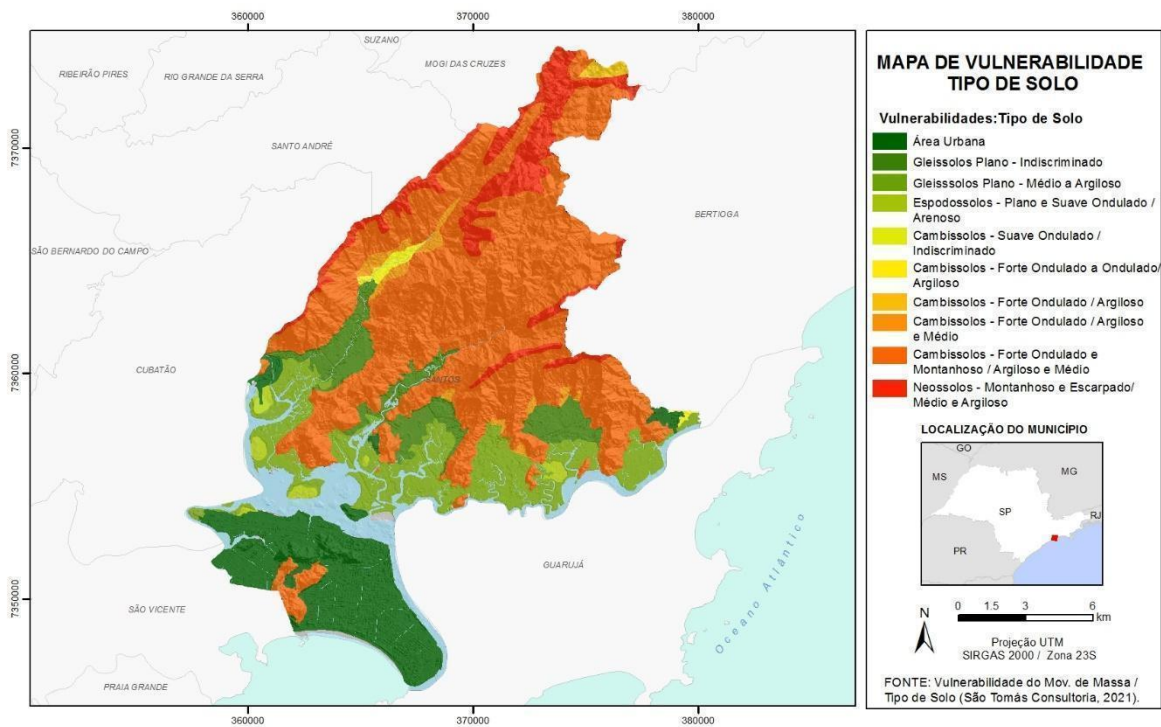 360000
370000
380000
SUZANO
MOGI DAS CRUZES
RIBEIRÃO PIRES
RIO GRANDE DA SERRA
7370000
SANTO ANDRÉ
BERTIOGA
SÃO BERNARDO DO CAMPO
CUBATÃO
7360000
SANTOS
GUARUJÁ
Oceano Atlântico
7350000
SÃO VICENTE
PRAIA GRANDE
360000
370000
380000
MAPA DE VULNERABILIDADE
TIPO DE SOLO
Vulnerabilidades:Tipo de Solo
Área Urbana
Gleissolos Plano - Indiscriminado
Gleisssolos Plano - Médio a Argiloso
Espodossolos - Plano e Suave Ondulado /
Arenoso
Cambissolos - Suave Ondulado /
Indiscriminado
Cambissolos - Forte Ondulado a Ondulado/
Argiloso
Cambissolos - Forte Ondulado / Argiloso
Cambissolos - Forte Ondulado / Argiloso
e Médio
Cambissolos - Forte Ondulado e
Montanhoso / Argiloso e Médio
Neossolos - Montanhoso e Escarpado/
Médio e Argiloso
LOCALIZAÇÃO DO MUNICÍPIO
GO
MS
MG
SP
RJ
PR
N
0 1.5 3 6
km
Projeção UTM
SIRGAS 2000 / Zona 23S
FONTE: Vulnerabilidade do Mov. de Massa /
Tipo de Solo (São Tomás Consultoria, 2021).